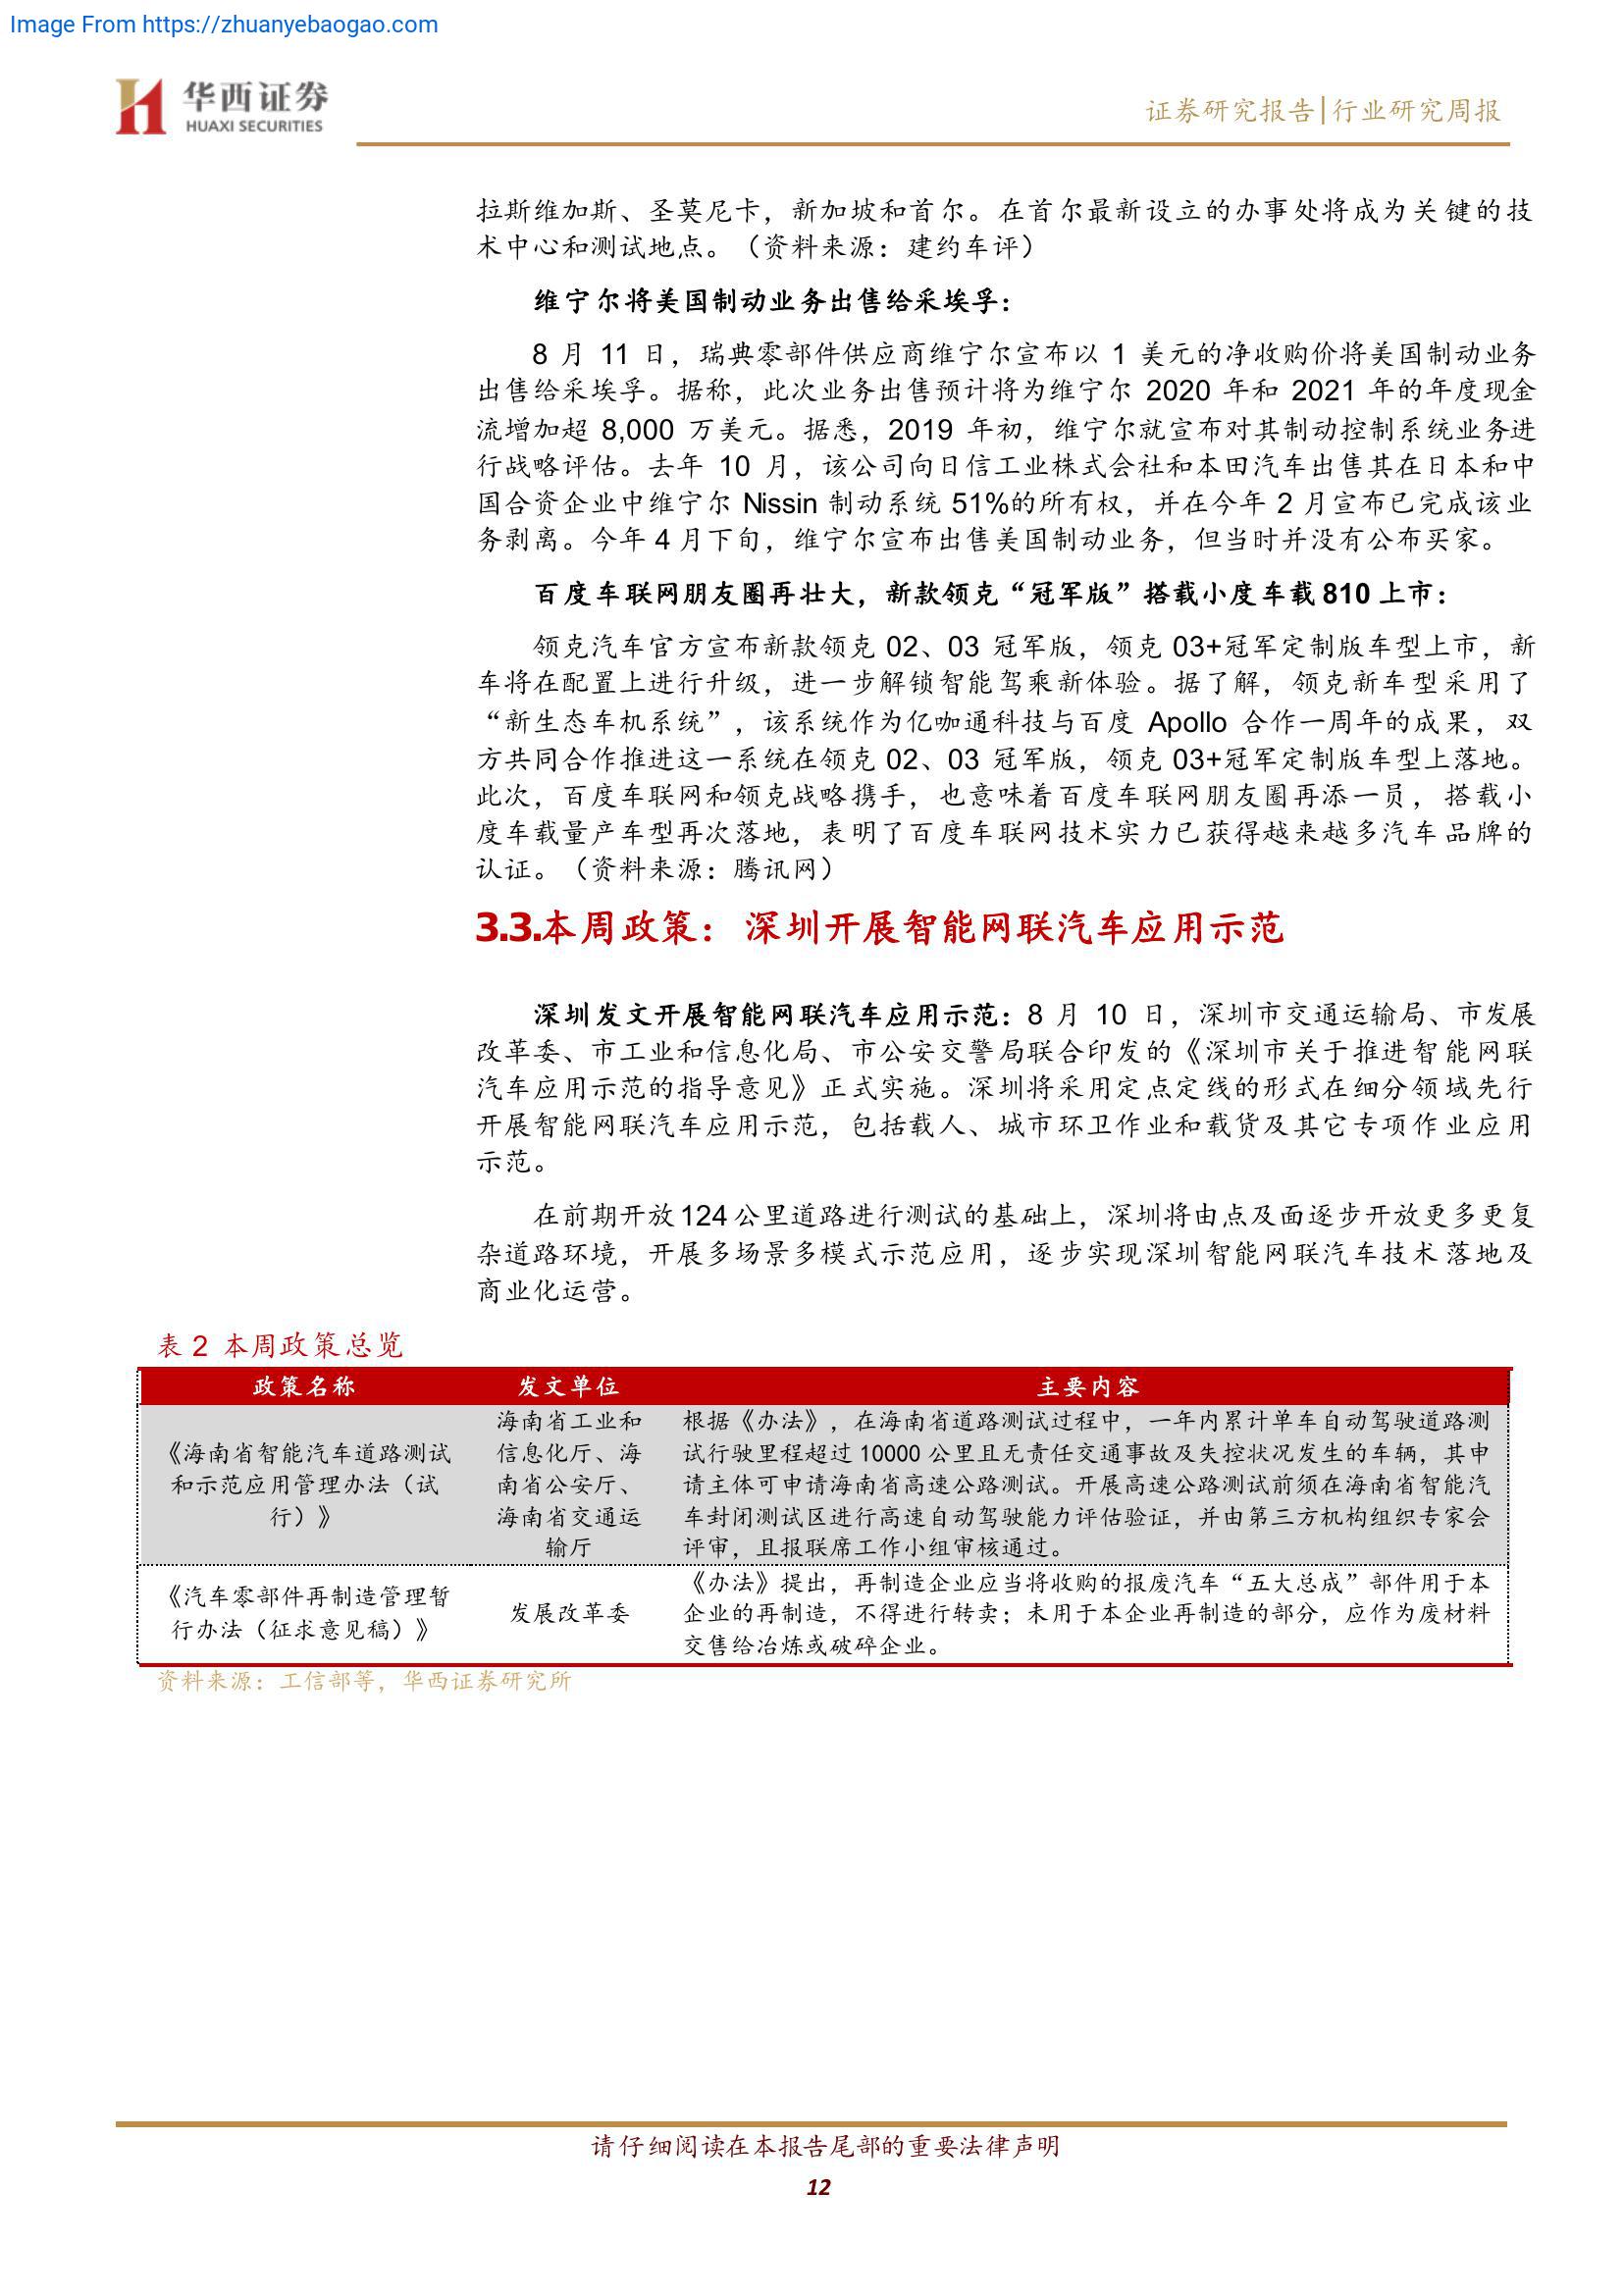 Image From https://zhuanyebaogao.com
华西证券
HUAXI SECURITIES
证券研究报告|行业研究周报
拉斯维加斯、圣莫尼卡，新加坡和首尔。在首尔最新设立的办事处将成为关键的技
术中心和测试地点。（资料来源：建约车评）
维宁尔将美国制动业务出售给采埃孚：
8 月 11 日，瑞典零部件供应商维宁尔宣布以 1 美元的净收购价将美国制动业务
出售给采埃孚。据称，此次业务出售预计将为维宁尔 2020 年和 2021 年的年度现金
流增加超 8,000 万美元。据悉，2019 年初，维宁尔就宣布对其制动控制系统业务进
行战略评估。去年 10 月，该公司向日信工业株式会社和本田汽车出售其在日本和中
国合资企业中维宁尔 Nissin 制动系统 51%的所有权，并在今年 2 月宣布已完成该业
务剥离。今年 4 月下旬，维宁尔宣布出售美国制动业务，但当时并没有公布买家。
百度车联网朋友圈再壮大，新款领克“冠军版”搭载小度车载 810 上市：
领克汽车官方宣布新款领克 02、03 冠军版，领克 03+冠军定制版车型上市，新
车将在配置上进行升级，进一步解锁智能驾乘新体验。据了解，领克新车型采用了
“新生态车机系统”，该系统作为亿咖通科技与百度 Apollo 合作一周年的成果，双
方共同合作推进这一系统在领克 02、03 冠军版，领克 03+冠军定制版车型上落地。
此次，百度车联网和领克战略携手，也意味着百度车联网朋友圈再添一员，搭载小
度车载量产车型再次落地，表明了百度车联网技术实力已获得越来越多汽车品牌的
认证。（资料来源：腾讯网）
3.3.本周政策：深圳开展智能网联汽车应用示范
深圳发文开展智能网联汽车应用示范：8 月 10 日，深圳市交通运输局、市发展
改革委、市工业和信息化局、市公安交警局联合印发的《深圳市关于推进智能网联
汽车应用示范的指导意见》正式实施。深圳将采用定点定线的形式在细分领域先行
开展智能网联汽车应用示范，包括载人、城市环卫作业和载货及其它专项作业应用
示范。
在前期开放 124 公里道路进行测试的基础上，深圳将由点及面逐步开放更多更复
杂道路环境，开展多场景多模式示范应用，逐步实现深圳智能网联汽车技术落地及
商业化运营。
表 2 本周政策总览
政策名称 发文单位 主要内容
《海南省智能汽车道路测试
和示范应用管理办法（试
行）》
海南省工业和
信息化厅、海
南省公安厅、
海南省交通运
输厅
根据《办法》，在海南省道路测试过程中，一年内累计单车自动驾驶道路测
试行驶里程超过 10000 公里且无责任交通事故及失控状况发生的车辆，其申
请主体可申请海南省高速公路测试。开展高速公路测试前须在海南省智能汽
车封闭测试区进行高速自动驾驶能力评估验证，并由第三方机构组织专家会
评审，且报联席工作小组审核通过。
《汽车零部件再制造管理暂
行办法（征求意见稿）》
发展改革委
《办法》提出，再制造企业应当将收购的报废汽车“五大总成”部件用于本
企业的再制造，不得进行转卖；未用于本企业再制造的部分，应作为废材料
交售给冶炼或破碎企业。
资料来源：工信部等，华西证券研究所
请仔细阅读在本报告尾部的重要法律声明
12